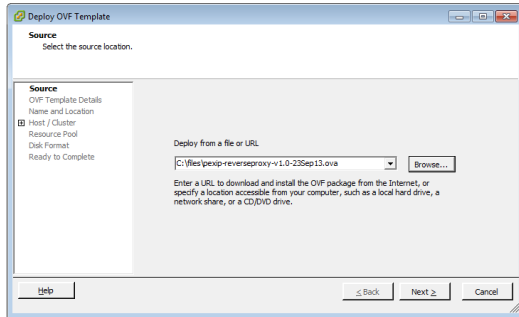 Deploy OVF Template
Source
Select the source location.
Source
OVF Template Details
Name and Location
Host / Cluster
Resource Pool
Disk Format
Ready to Complete
Deploy from a file or URL
C:\files\pexip-reverseproxy-v1.0-23Sep13.ova
Browse...
Enter a URL to download and install the OVF package from the Internet, or
specify a location accessible from your computer, such as a local hard drive, a
network share, or a CD/DVD drive.
Help
≤ Back
Next ≥
Cancel